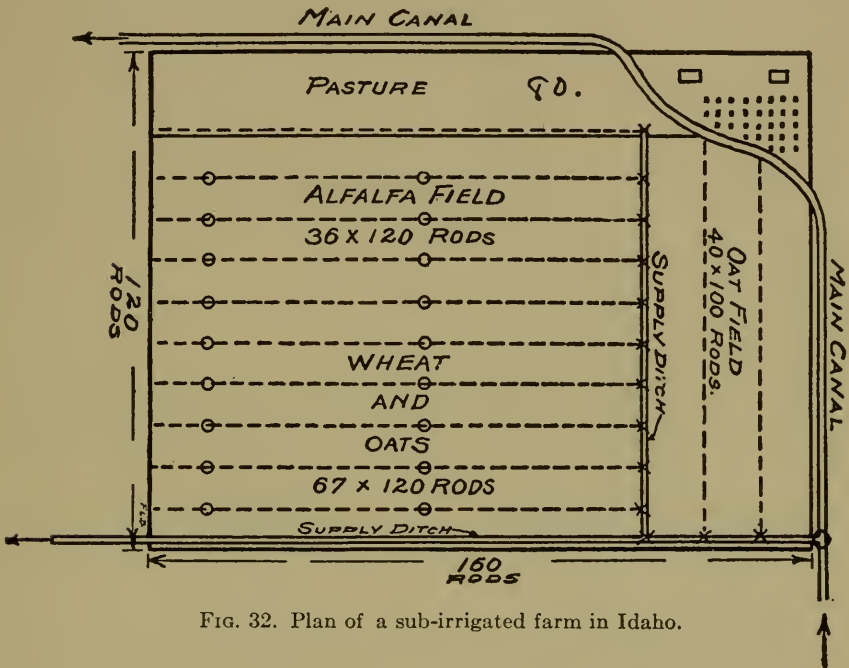 MAIN CANAL
PASTURE
ALFALFA FIELD
36 X 120 RODS
OAT FIELD
40 X 100 RODS.
120
RODS
SUPPLY DITCH
MAIN CANAL
WHEAT
AND
OATS
67 X 120 RODS
SUPPLY DITCH
160
RODS
FIG. 32. Plan of a sub-irrigated farm in Idaho.